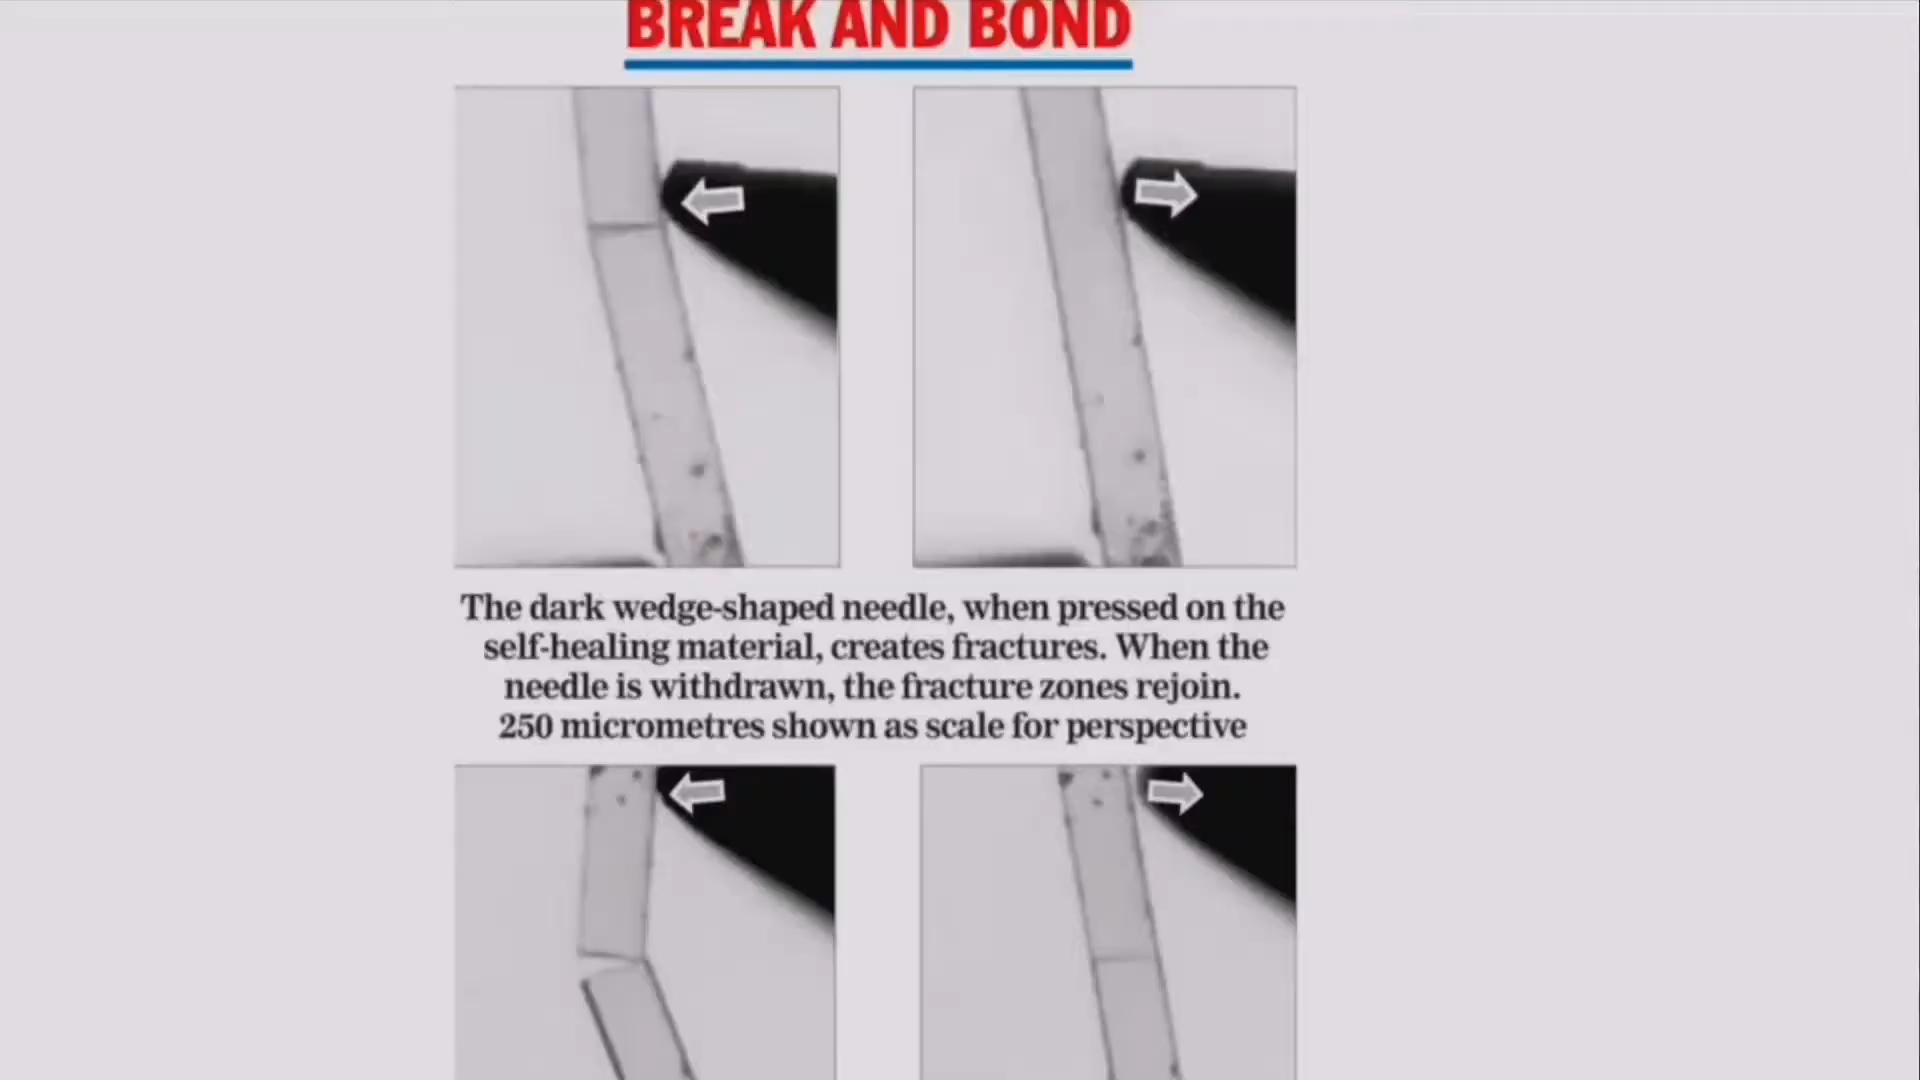 BREAK AND BOND
The dark wedge-shaped needle, when pressed on the
self-healing material, creates fractures. When the
needle is withdrawn, the fracture zones rejoin.
250 micrometres shown as scale for perspective